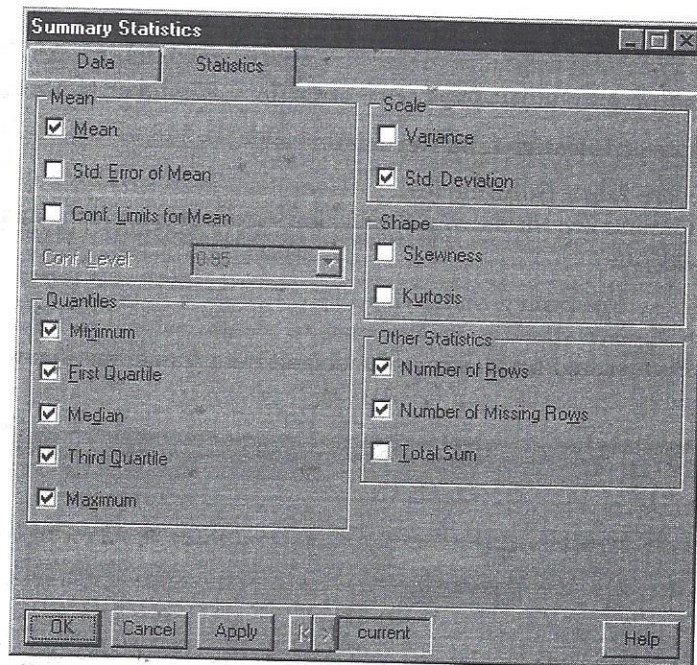 Summary Statistics
Data
Statistics
Mean
Mean
Std. Error of Mean
Conf. Limits for Mean
Conf. Level: 0.95
Quantiles
Minimum
First Quartile
Median
Third Quartile
Maximum
Scale
Variance
Std. Deviation
Shape
Skewness
Kurtosis
Other Statistics
Number of Rows
Number of Missing Rows
Total Sum
OK
Cancel
Apply
current
Help